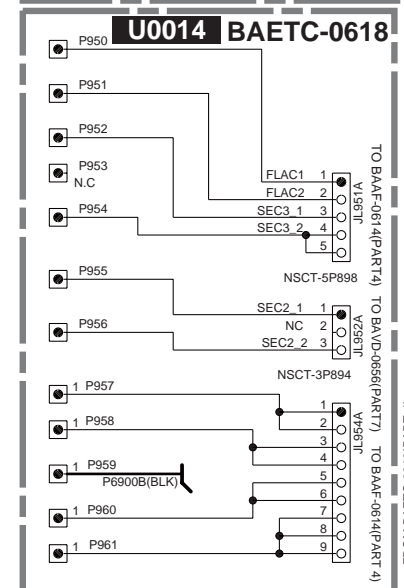 U0014 BAETC-0618
P950
P951
P952
P953
N.C
P954
FLAC1 1
FLAC2 2
SEC3_1 3
SEC3_2 4
5
JL951A
TO BAAF-0614(PART4)
NSCT-5P898
P955
P956
SEC2_1 1
NC 2
SEC2_2 3
JL952A
TO BAVD-0656(PART7)
NSCT-3P894
1 P957
1 P958
1 P959
P6900B(BLK)
1 P960
1 P961
1
2
3
4
5
6
7
8
9
JL954A
TO BAAF-0614(PART 4)